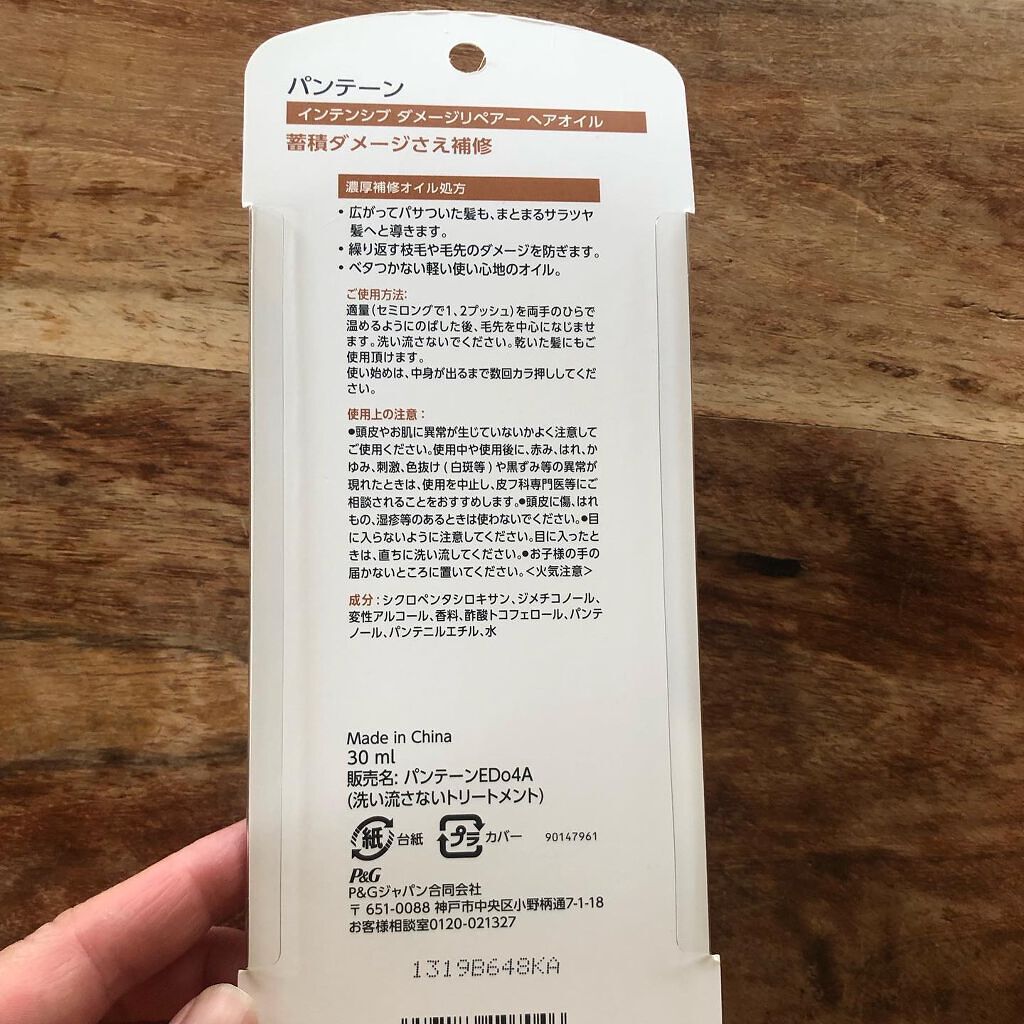 パンテーン
インテンシブ ダメージリペアー ヘアオイル
蓄積ダメージさえ補修
濃厚補修オイル処方
• 広がってパサついた髪も、まとまるサラツヤ
髪へと導きます。
• 繰り返す枝毛や毛先のダメージを防ぎます。
• ベタつかない軽い使い心地のオイル。
ご使用方法:
適量(セミロングで1、2プッシュ)を両手のひらで
温めるようにのばした後、毛先を中心になじませ
ます。洗い流さないでください。乾いた髪にもご
使用頂けます。
使い始めは、中身が出るまで数回カラ押ししてくだ
さい。
使用上の注意:
●頭皮やお肌に異常が生じていないかよく注意して
ご使用ください。使用中や使用後に、赤み、はれ、か
ゆみ、刺激、色抜け(白斑等)や黒ずみ等の異常が
現れたときは、使用を中止し、皮フ科専門医等にご
相談されることをおすすめします。●頭皮に傷、はれ
もの、湿疹等のあるときは使わないでください。●目
に入らないように注意してください。目に入ったと
きは、直ちに洗い流してください。●お子様の手の
届かないところに置いてください。<火気注意>
成分:シクロペンタシロキサン、ジメチコノール、
変性アルコール、香料、酢酸トコフェロール、パンテ
ノール、パンテニルエチル、水
Made in China
30 ml
販売名: パンテーンEDo4A
(洗い流さないトリートメント)
紙 台紙 プラ カバー 90147961
P&G
P&Gジャパン合同会社
〒 651-0088 神戸市中央区小野柄通7-1-18
お客様相談室0120-021327
1319B648KA